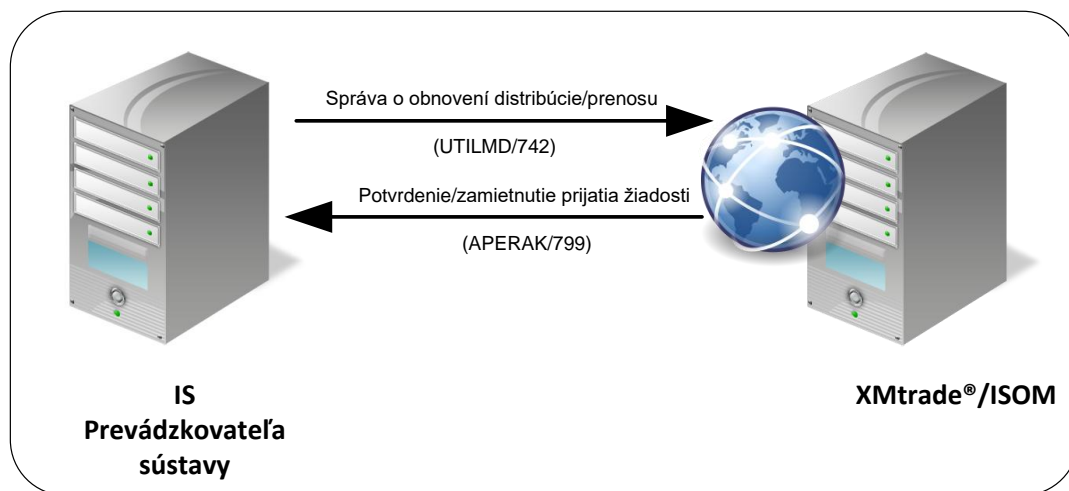 Správa o obnovení distribúcie/prenosu
(UTILMD/742)
Potvrdenie/zamietnutie prijatia žiadosti
(APERAK/799)
IS
Prevádzkovateľa
sústavy
XMtrade®/ISOM